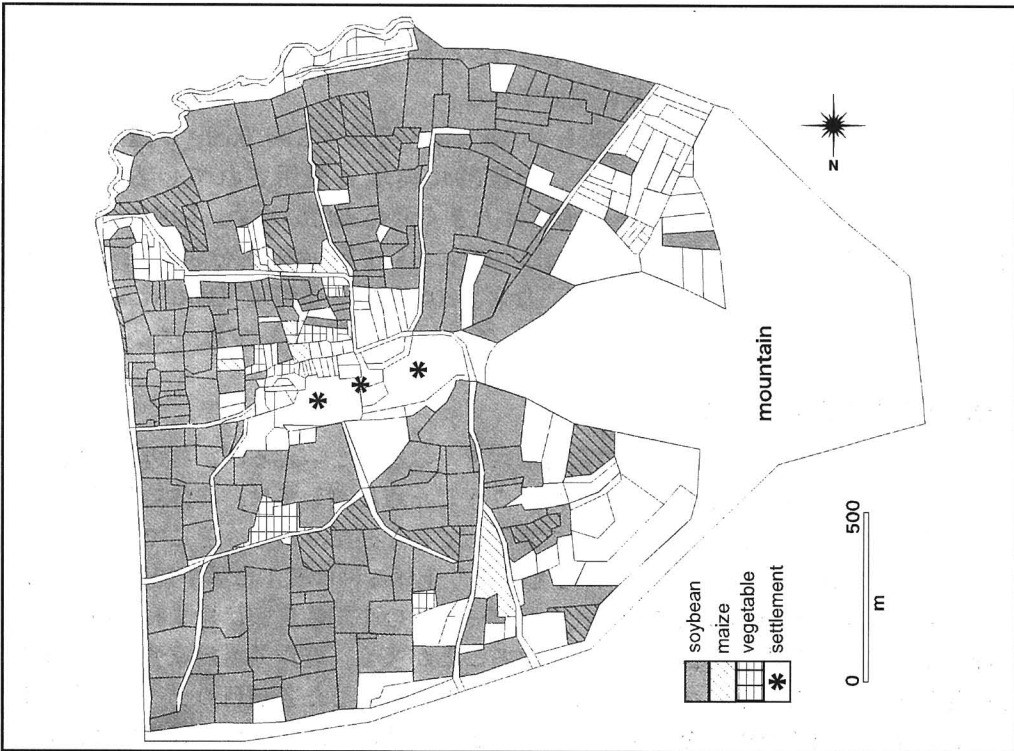 N
mountain
soybean
maize
vegetable
settlement
0 500
m